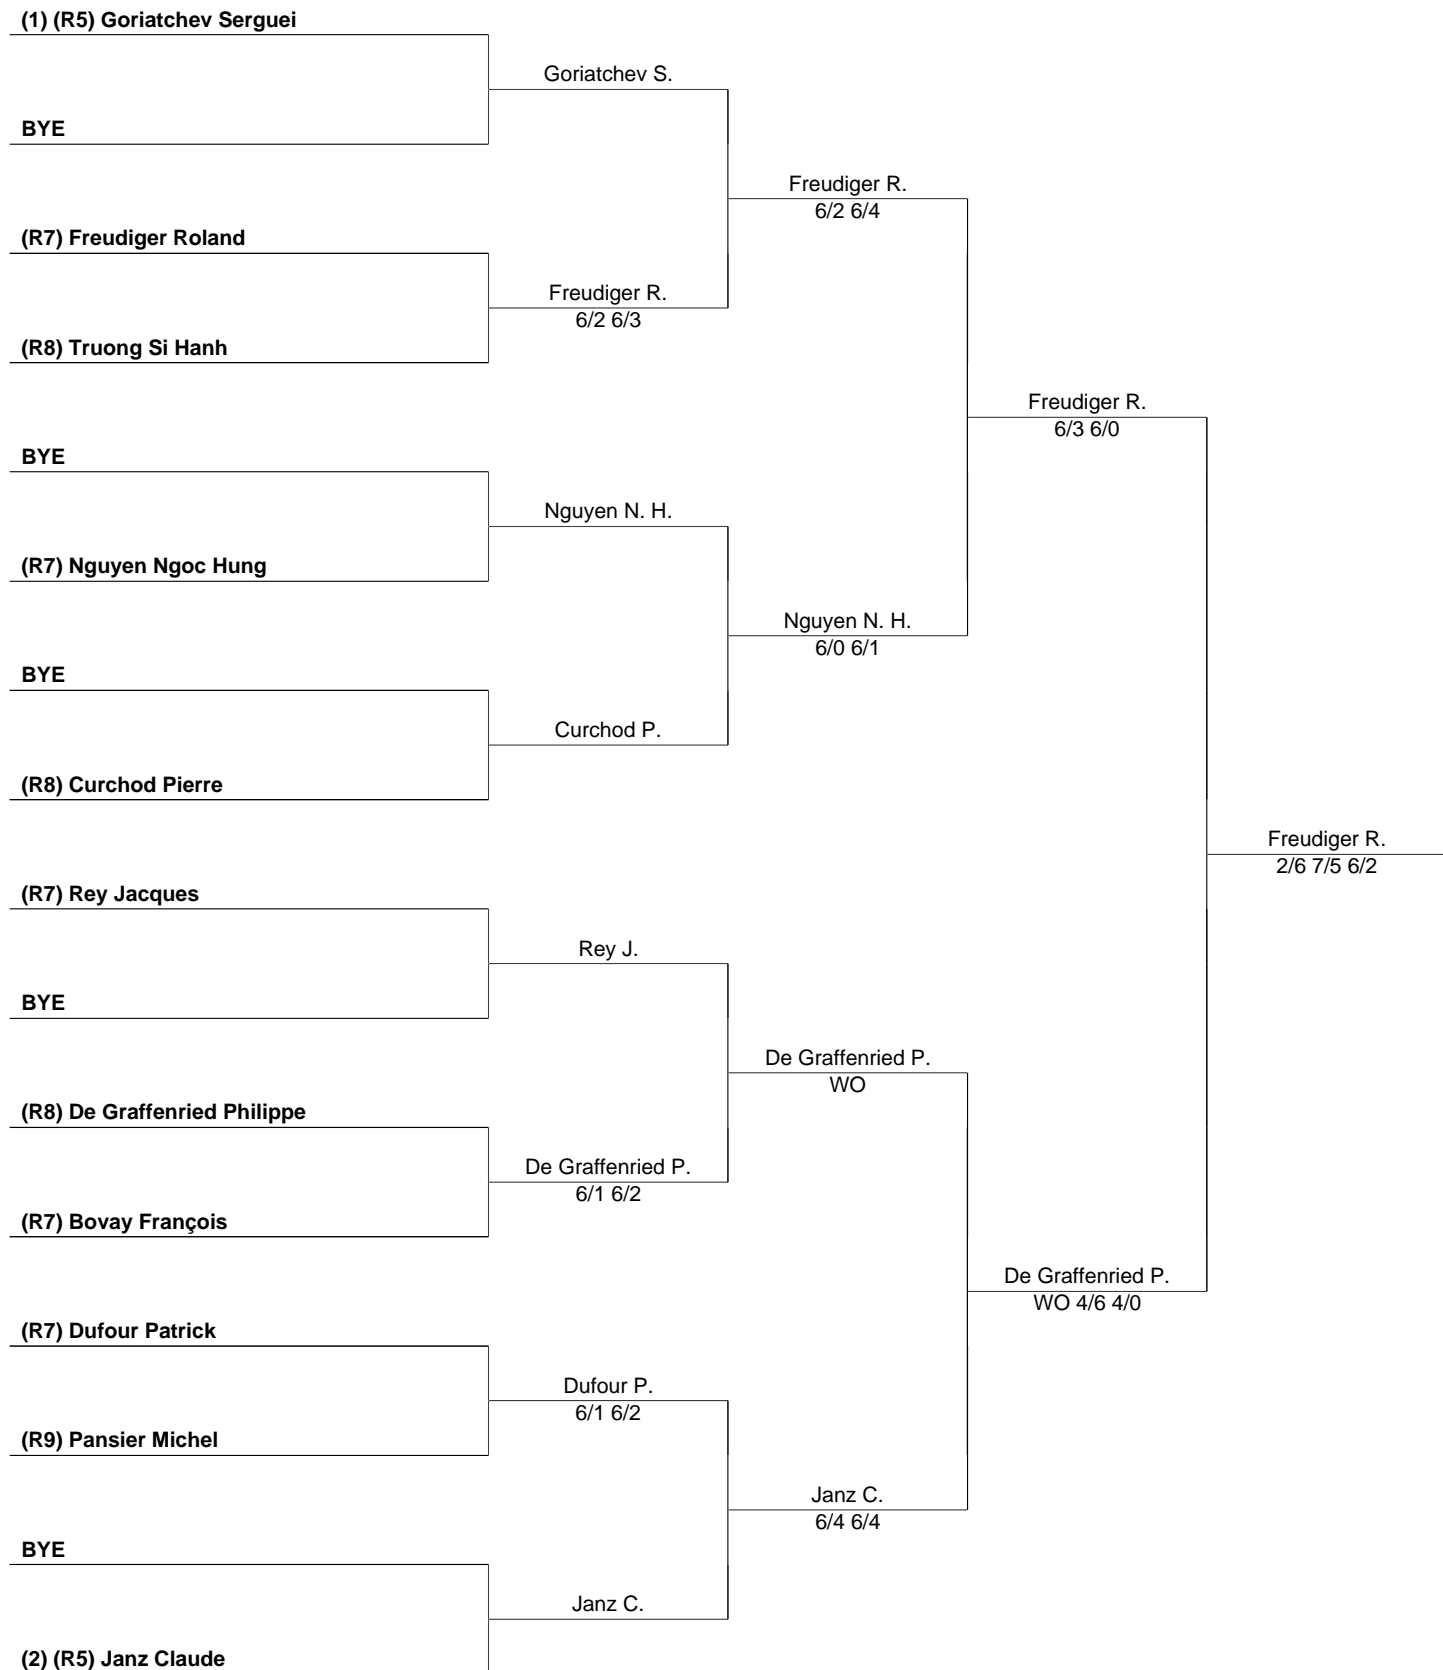 (1) (R5) Goriatchev Serguei
Goriatchev S.
BYE
Freudiger R.
6/2 6/4
(R7) Freudiger Roland
Freudiger R.
6/2 6/3
(R8) Truong Si Hanh
Freudiger R.
6/3 6/0
BYE
Nguyen N. H.
(R7) Nguyen Ngoc Hung
Nguyen N. H.
6/0 6/1
BYE
Curchod P.
(R8) Curchod Pierre
Freudiger R.
2/6 7/5 6/2
(R7) Rey Jacques
Rey J.
BYE
De Graffenried P.
WO
(R8) De Graffenried Philippe
De Graffenried P.
6/1 6/2
(R7) Bovay François
De Graffenried P.
WO 4/6 4/0
(R7) Dufour Patrick
Dufour P.
6/1 6/2
(R9) Pansier Michel
Janz C.
6/4 6/4
BYE
Janz C.
(2) (R5) Janz Claude